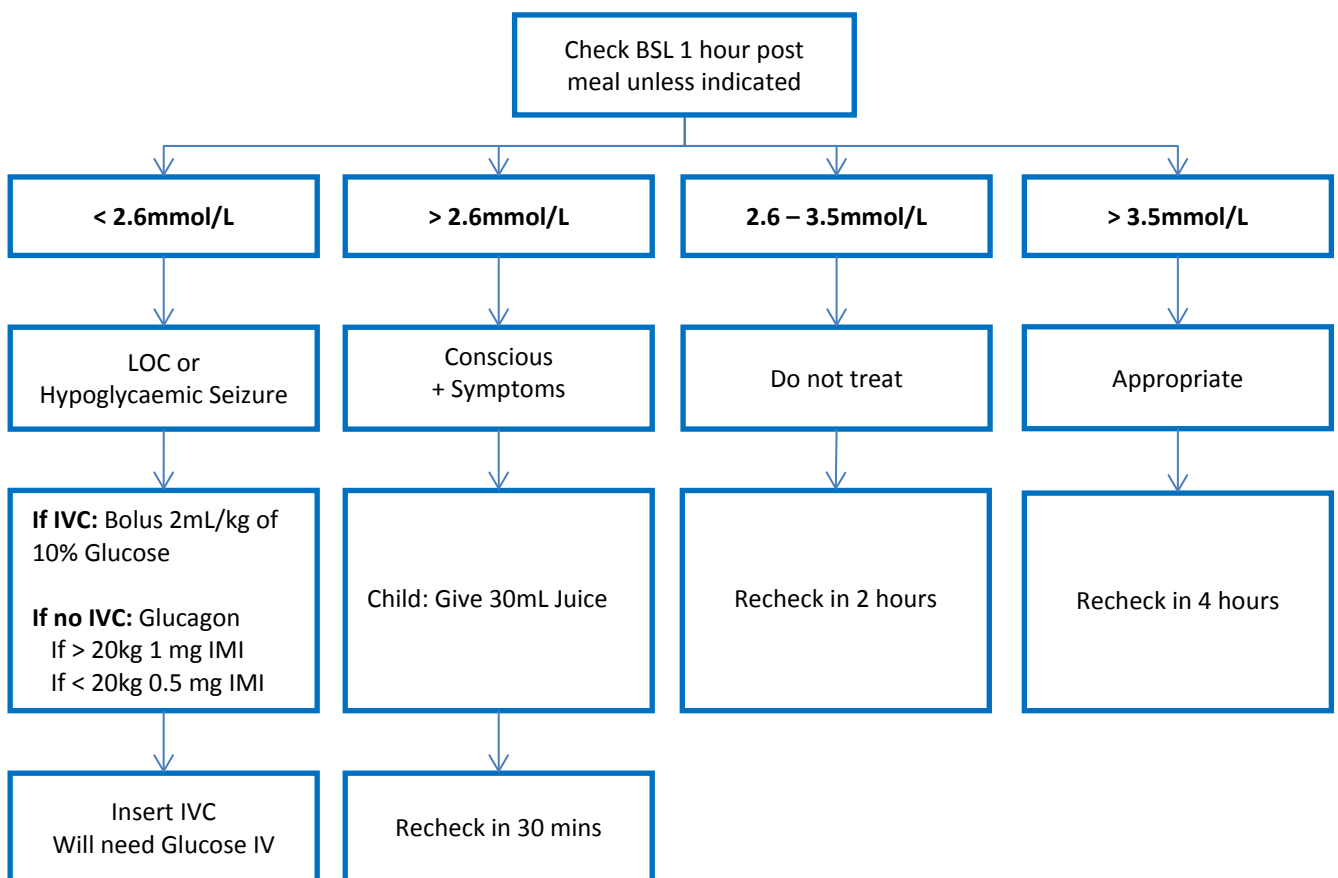 Check BSL 1 hour post
meal unless indicated
< 2.6mmol/L
> 2.6mmol/L
2.6 – 3.5mmol/L
> 3.5mmol/L
LOC or
Hypoglycaemic Seizure
Conscious
+ Symptoms
Do not treat
Appropriate
If IVC: Bolus 2mL/kg of
10% Glucose
If no IVC: Glucagon
If > 20kg 1 mg IMI
If < 20kg 0.5 mg IMI
Child: Give 30mL Juice
Recheck in 2 hours
Recheck in 4 hours
Insert IVC
Will need Glucose IV
Recheck in 30 mins